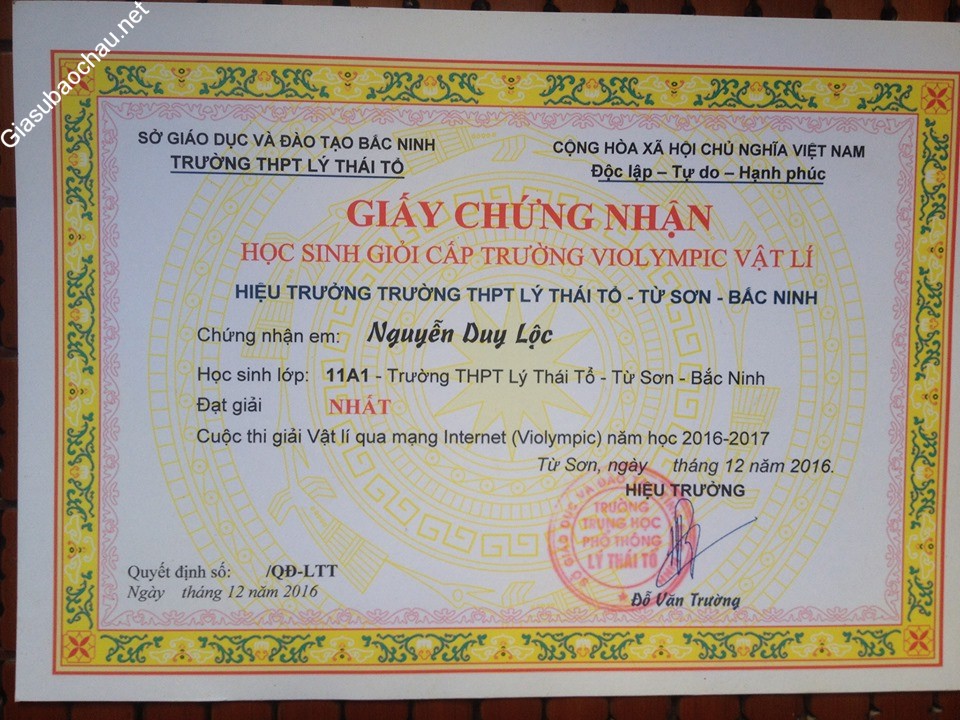 Giasubaochau.net
SỞ GIÁO DỤC VÀ ĐÀO TẠO BẮC NINH
TRƯỜNG THPT LÝ THÁI TỔ
CỘNG HÒA XÃ HỘI CHỦ NGHĨA VIỆT NAM
Độc lập – Tự do – Hạnh phúc
GIẤY CHỨNG NHẬN
HỌC SINH GIỎI CẤP TRƯỜNG VIOLYMPIC VẬT LÍ
HIỆU TRƯỞNG TRƯỜNG THPT LÝ THÁI TỔ - TỪ SƠN - BẮC NINH
Chứng nhận em: Nguyễn Duy Lộc
Học sinh lớp: 11A1 - Trường THPT Lý Thái Tổ - Từ Sơn - Bắc Ninh
Đạt giải NHẤT
Cuộc thi giải Vật lí qua mạng Internet (Violympic) năm học 2016-2017
Từ Sơn, ngày tháng 12 năm 2016.
HIỆU TRƯỞNG
SỞ GIÁO DỤC VÀ ĐÀO
TRƯỜNG
TRUNG HỌC
PHỔ THÔNG
LÝ THÁI TỔ
Đỗ Văn Trường
Quyết định số: /QĐ-LTT
Ngày tháng 12 năm 2016